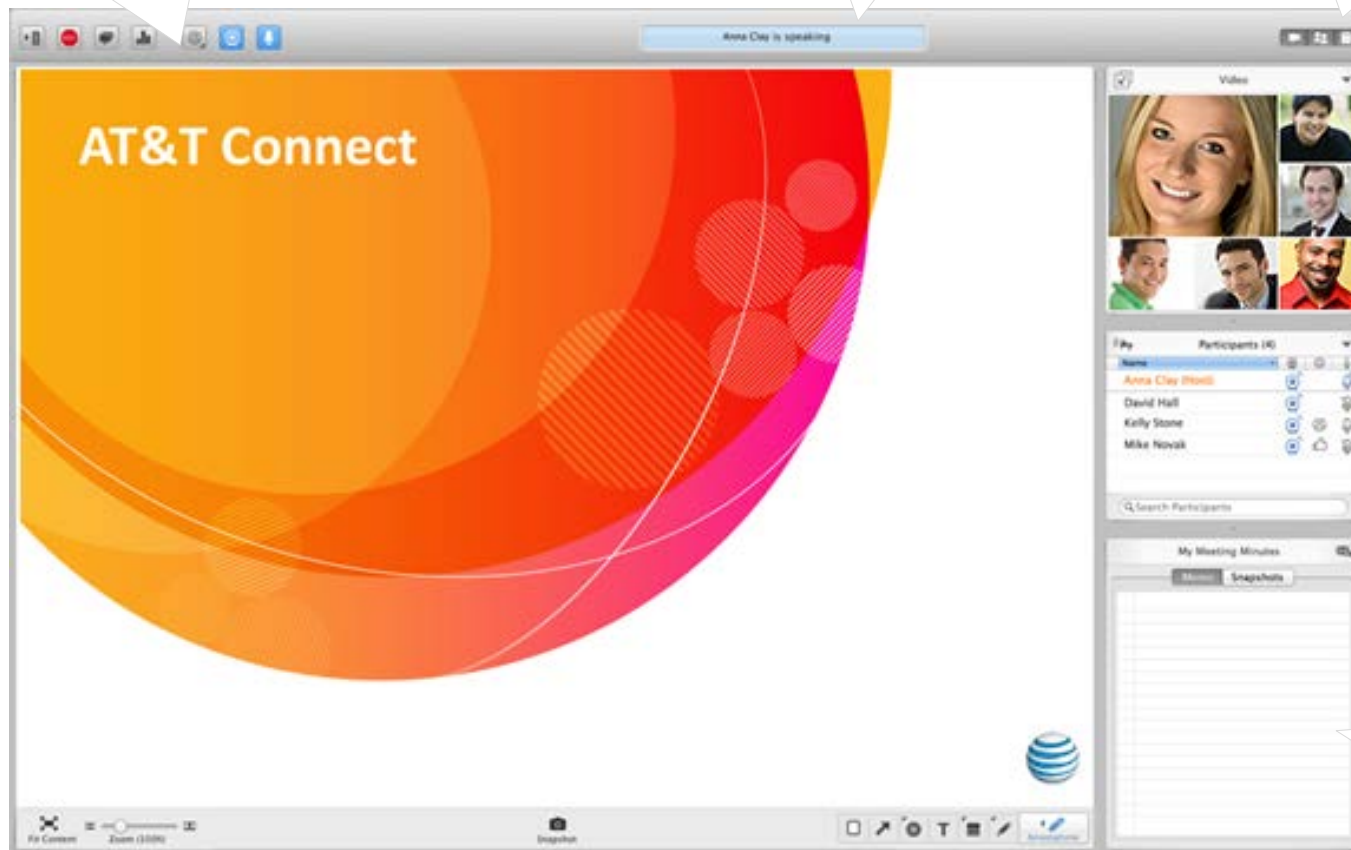 Anna Clay is speaking
AT&T Connect
Video
Participants (4)
Name
Anna Clay (Host)
David Hall
Kelly Stone
Mike Novak
Search Participants
My Meeting Minutes
Memo Snapshots
Fit Content
Zoom (100%)
Snapshot
T
Annotations